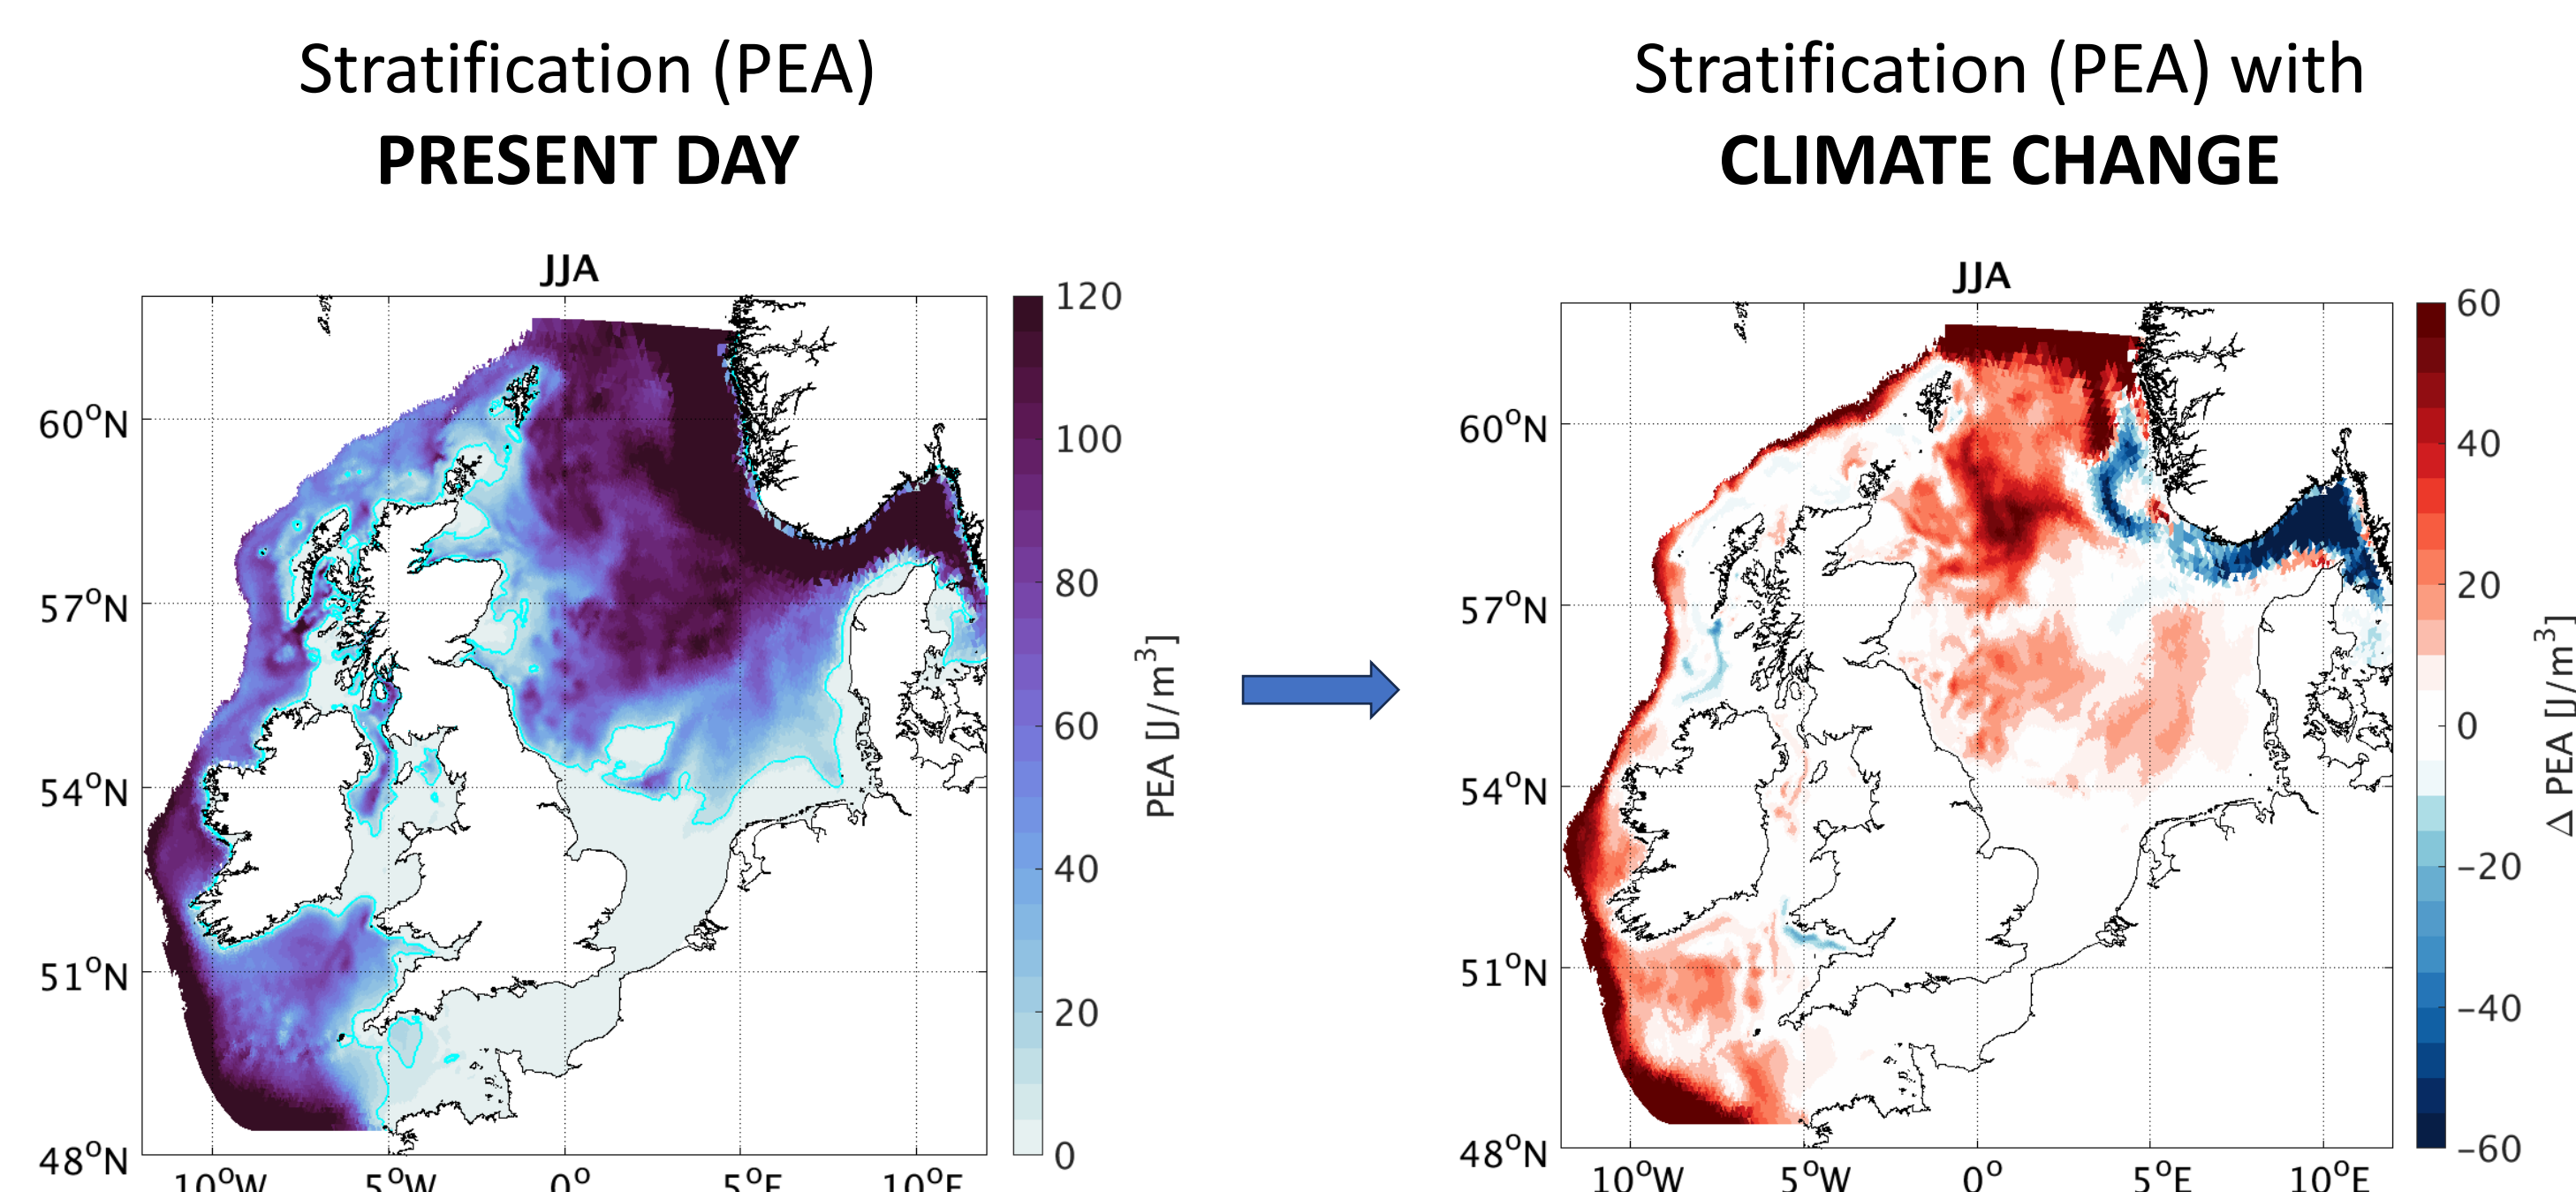 Stratification (PEA)
PRESENT DAY
JJA
60°N
57°N
54°N
51°N
48°N
10°W 5°W 0° 5°E 10°E
120
100
80
60
40
20
0
PEA [J/m³]
Stratification (PEA) with
CLIMATE CHANGE
JJA
60°N
57°N
54°N
51°N
48°N
10°W 5°W 0° 5°E 10°E
60
40
20
0
−20
−40
−60
Δ PEA [J/m³]